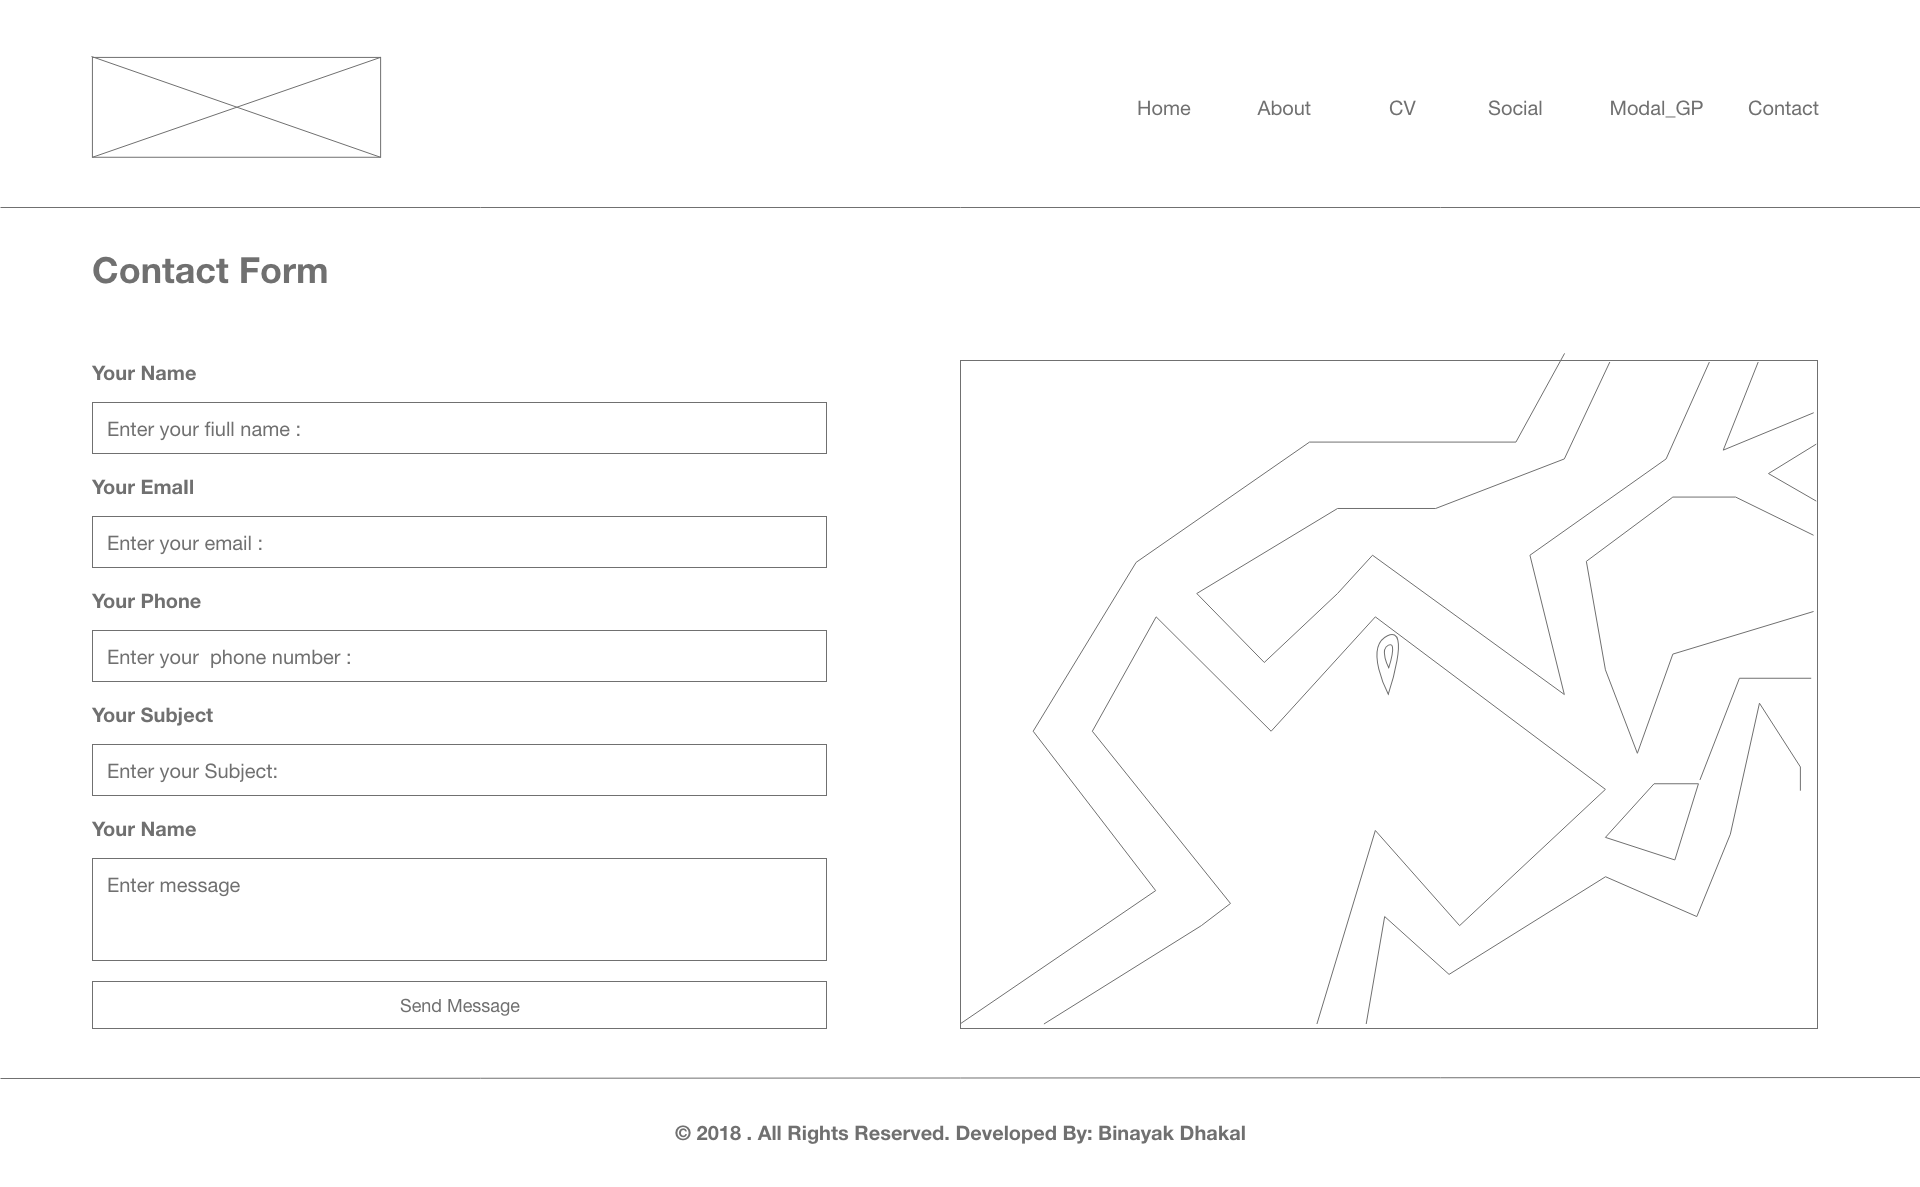 Home About CV Social Modal_GP Contact
Contact Form
Your Name
Enter your fiull name :
Your Emall
Enter your email :
Your Phone
Enter your  phone number :
Your Subject
Enter your Subject:
Your Name
Enter message
Send Message
© 2018 . All Rights Reserved. Developed By: Binayak Dhakal